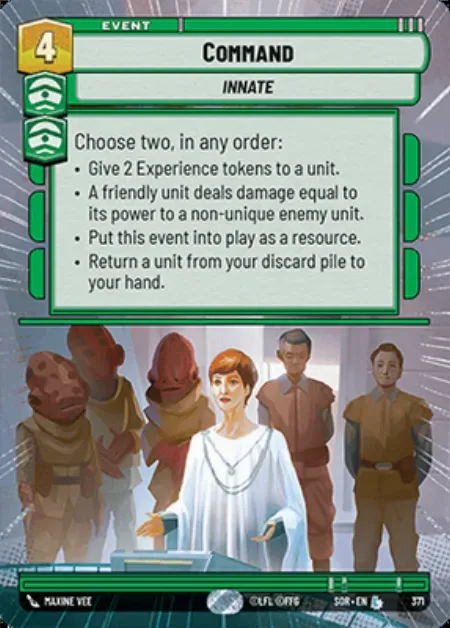 EVENT
4
COMMAND
INNATE
Choose two, in any order:
• Give 2 Experience tokens to a unit.
• A friendly unit deals damage equal to
its power to a non-unique enemy unit.
• Put this event into play as a resource.
• Return a unit from your discard pile to
your hand.
MAXINE VEE ©LFL ©FFG SOR • EN 371